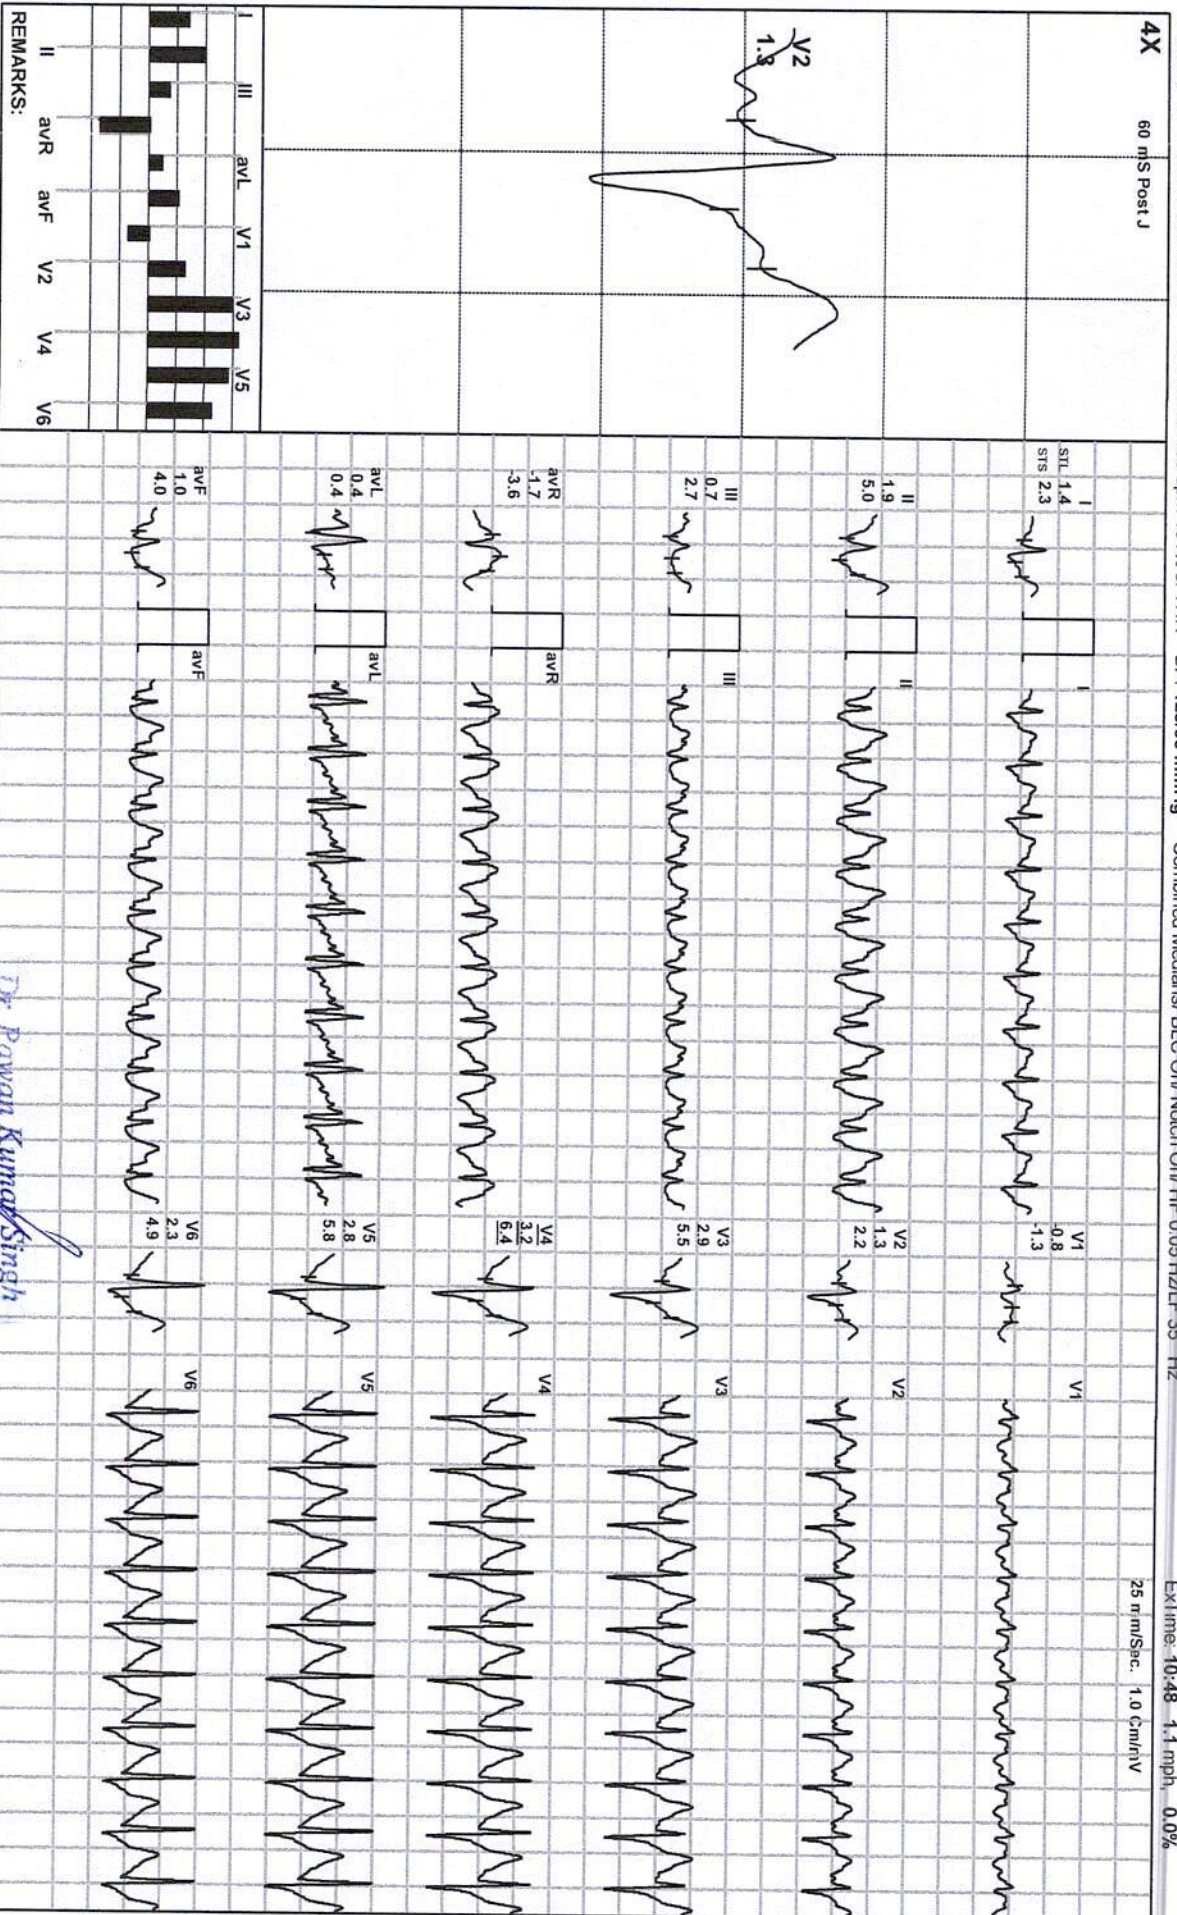 ExTime: 10:48 1.1 mph, 0.0%
4X
60 mS Post J
25 mm/Sec. 1.0 Cm/mV
V2
1.3
I
STL 1.4
STS 2.3
I
V1
-0.8
-1.3
V1
II
1.9
5.0
II
V2
1.3
2.2
V2
III
0.7
2.7
III
V3
2.9
5.5
V3
avR
-1.7
-3.6
avR
V4
3.2
6.4
V4
avL
0.4
0.4
avL
V5
2.8
5.8
V5
avF
1.0
4.0
avF
V6
2.3
4.9
V6
I III avL V1 V3 V5
II avR avF V2 V4 V6
REMARKS:
Dr. Pawan Kumar Singh